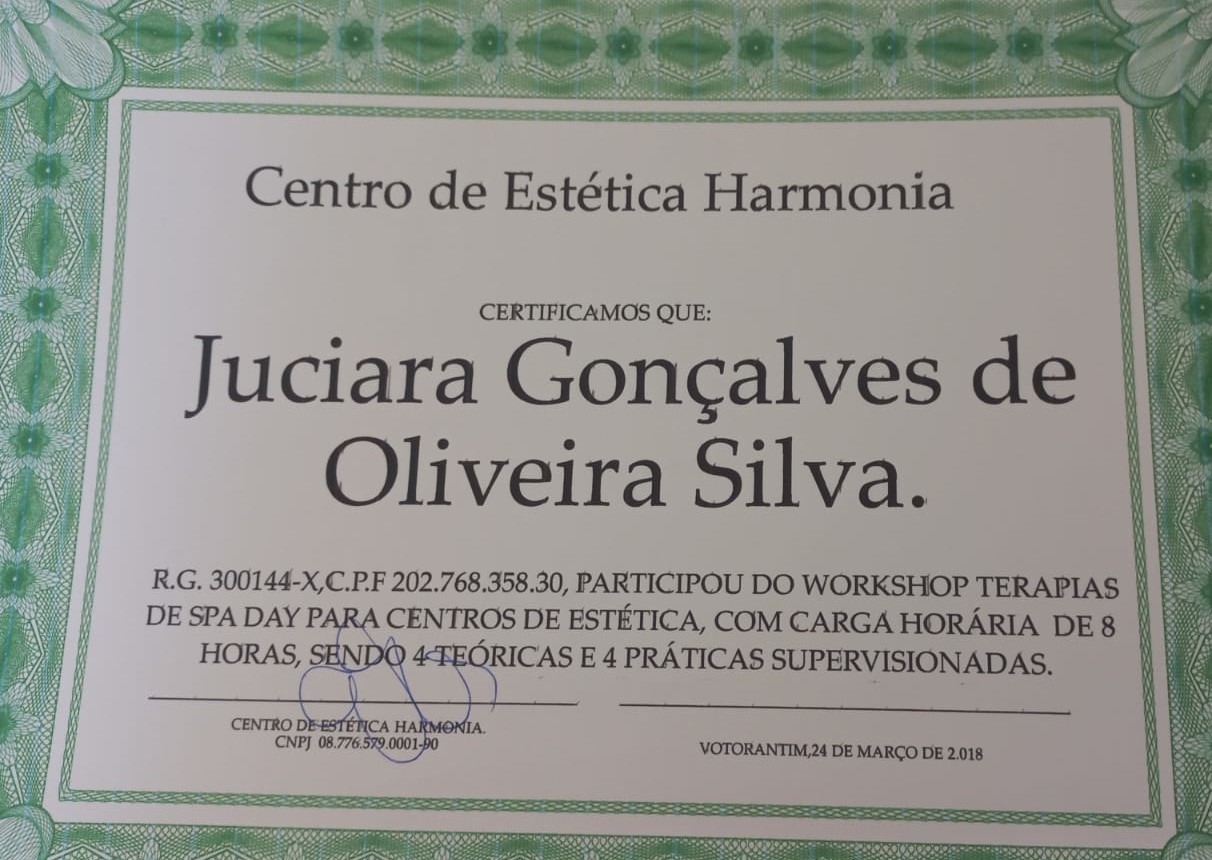 Centro de Estética Harmonia
CERTIFICAMOS QUE:
Juciara Gonçalves de
Oliveira Silva.
R.G. 300144-X,C.P.F 202.768.358.30, PARTICIPOU DO WORKSHOP TERAPIAS
DE SPA DAY PARA CENTROS DE ESTÉTICA, COM CARGA HORÁRIA DE 8
HORAS, SENDO 4 TEÓRICAS E 4 PRÁTICAS SUPERVISIONADAS.
CENTRO DE ESTÉTICA HARMONIA.
CNPJ 08.776.579.0001-90
VOTORANTIM,24 DE MARÇO DE 2.018